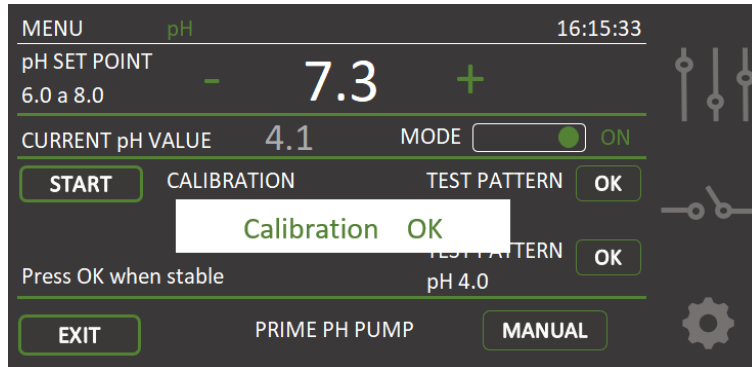 MENU pH 16:15:33
pH SET POINT
6.0 a 8.0
- 7.3 +
CURRENT pH VALUE 4.1 MODE ON
START CALIBRATION TEST PATTERN OK
Calibration OK
TEST PATTERN OK
Press OK when stable pH 4.0
EXIT PRIME PH PUMP MANUAL